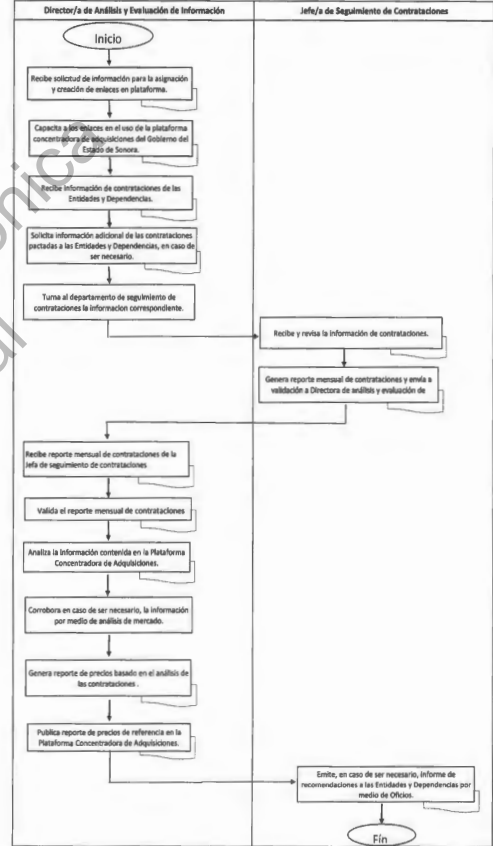 Director/a de Análisis y Evaluación de Información
Jefe/a de Seguimiento de Contrataciones
Inicio
Recibe solicitud de información para la asignación
y creación de enlaces en plataforma.
Capacita a los enlaces en el uso de la plataforma
concentradora de adquisiciones del Gobierno del
Estado de Sonora.
Recibe información de contrataciones de las
Entidades y Dependencias.
Solicita información adicional de las contrataciones
pactadas a las Entidades y Dependencias, en caso de
ser necesario.
Turna al departamento de seguimiento de
contrataciones la informacion correspondiente.
Recibe y revisa la información de contrataciones.
Genera reporte mensual de contrataciones y envía a
validación a Directora de análisis y evaluación de
Recibe reporte mensual de contrataciones de la
Jefa de seguimiento de contrataciones
Valida el reporte mensual de contrataciones
Analiza la información contenida en la Plataforma
Concentradora de Adquisiciones.
Corrobora en caso de ser necesario, la información
por medio de análisis de mercado.
Genera reporte de precios basado en el análisis de
las contrataciones .
Publica reporte de precios de referencia en la
Plataforma Concentradora de Adquisiciones.
Emite, en caso de ser necesario, informe de
recomendaciones a las Entidades y Dependencias por
medio de Oficios.
Fín